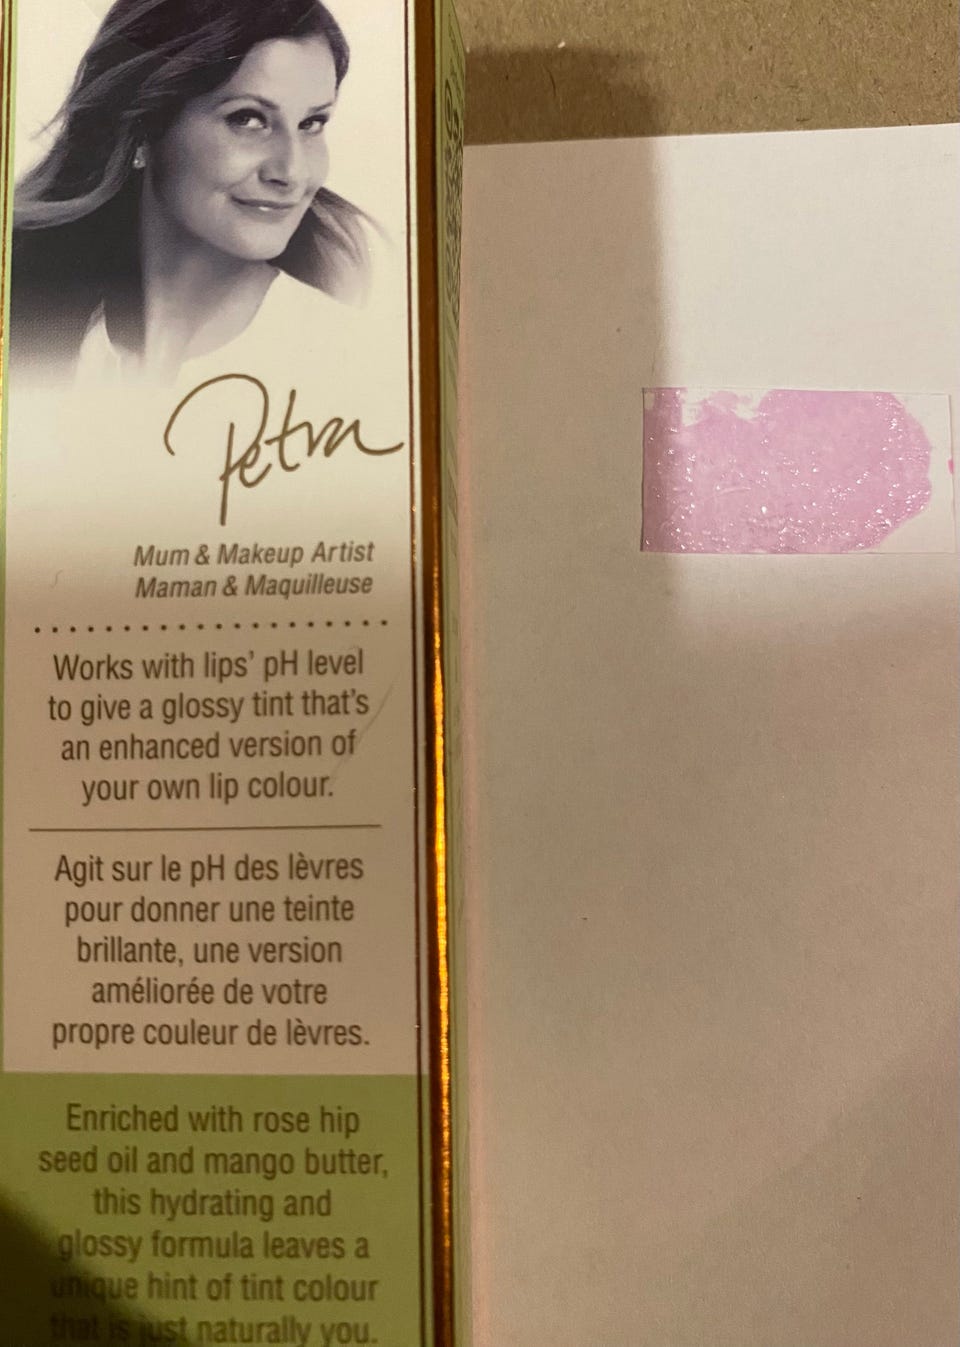 Petra
Mum & Makeup Artist
Maman & Maquilleuse
Works with lips' pH level
to give a glossy tint that's
an enhanced version of
your own lip colour.
Agit sur le pH des lèvres
pour donner une teinte
brillante, une version
améliorée de votre
propre couleur de lèvres.
Enriched with rose hip
seed oil and mango butter,
this hydrating and
glossy formula leaves a
unique hint of tint colour
that is just naturally you.